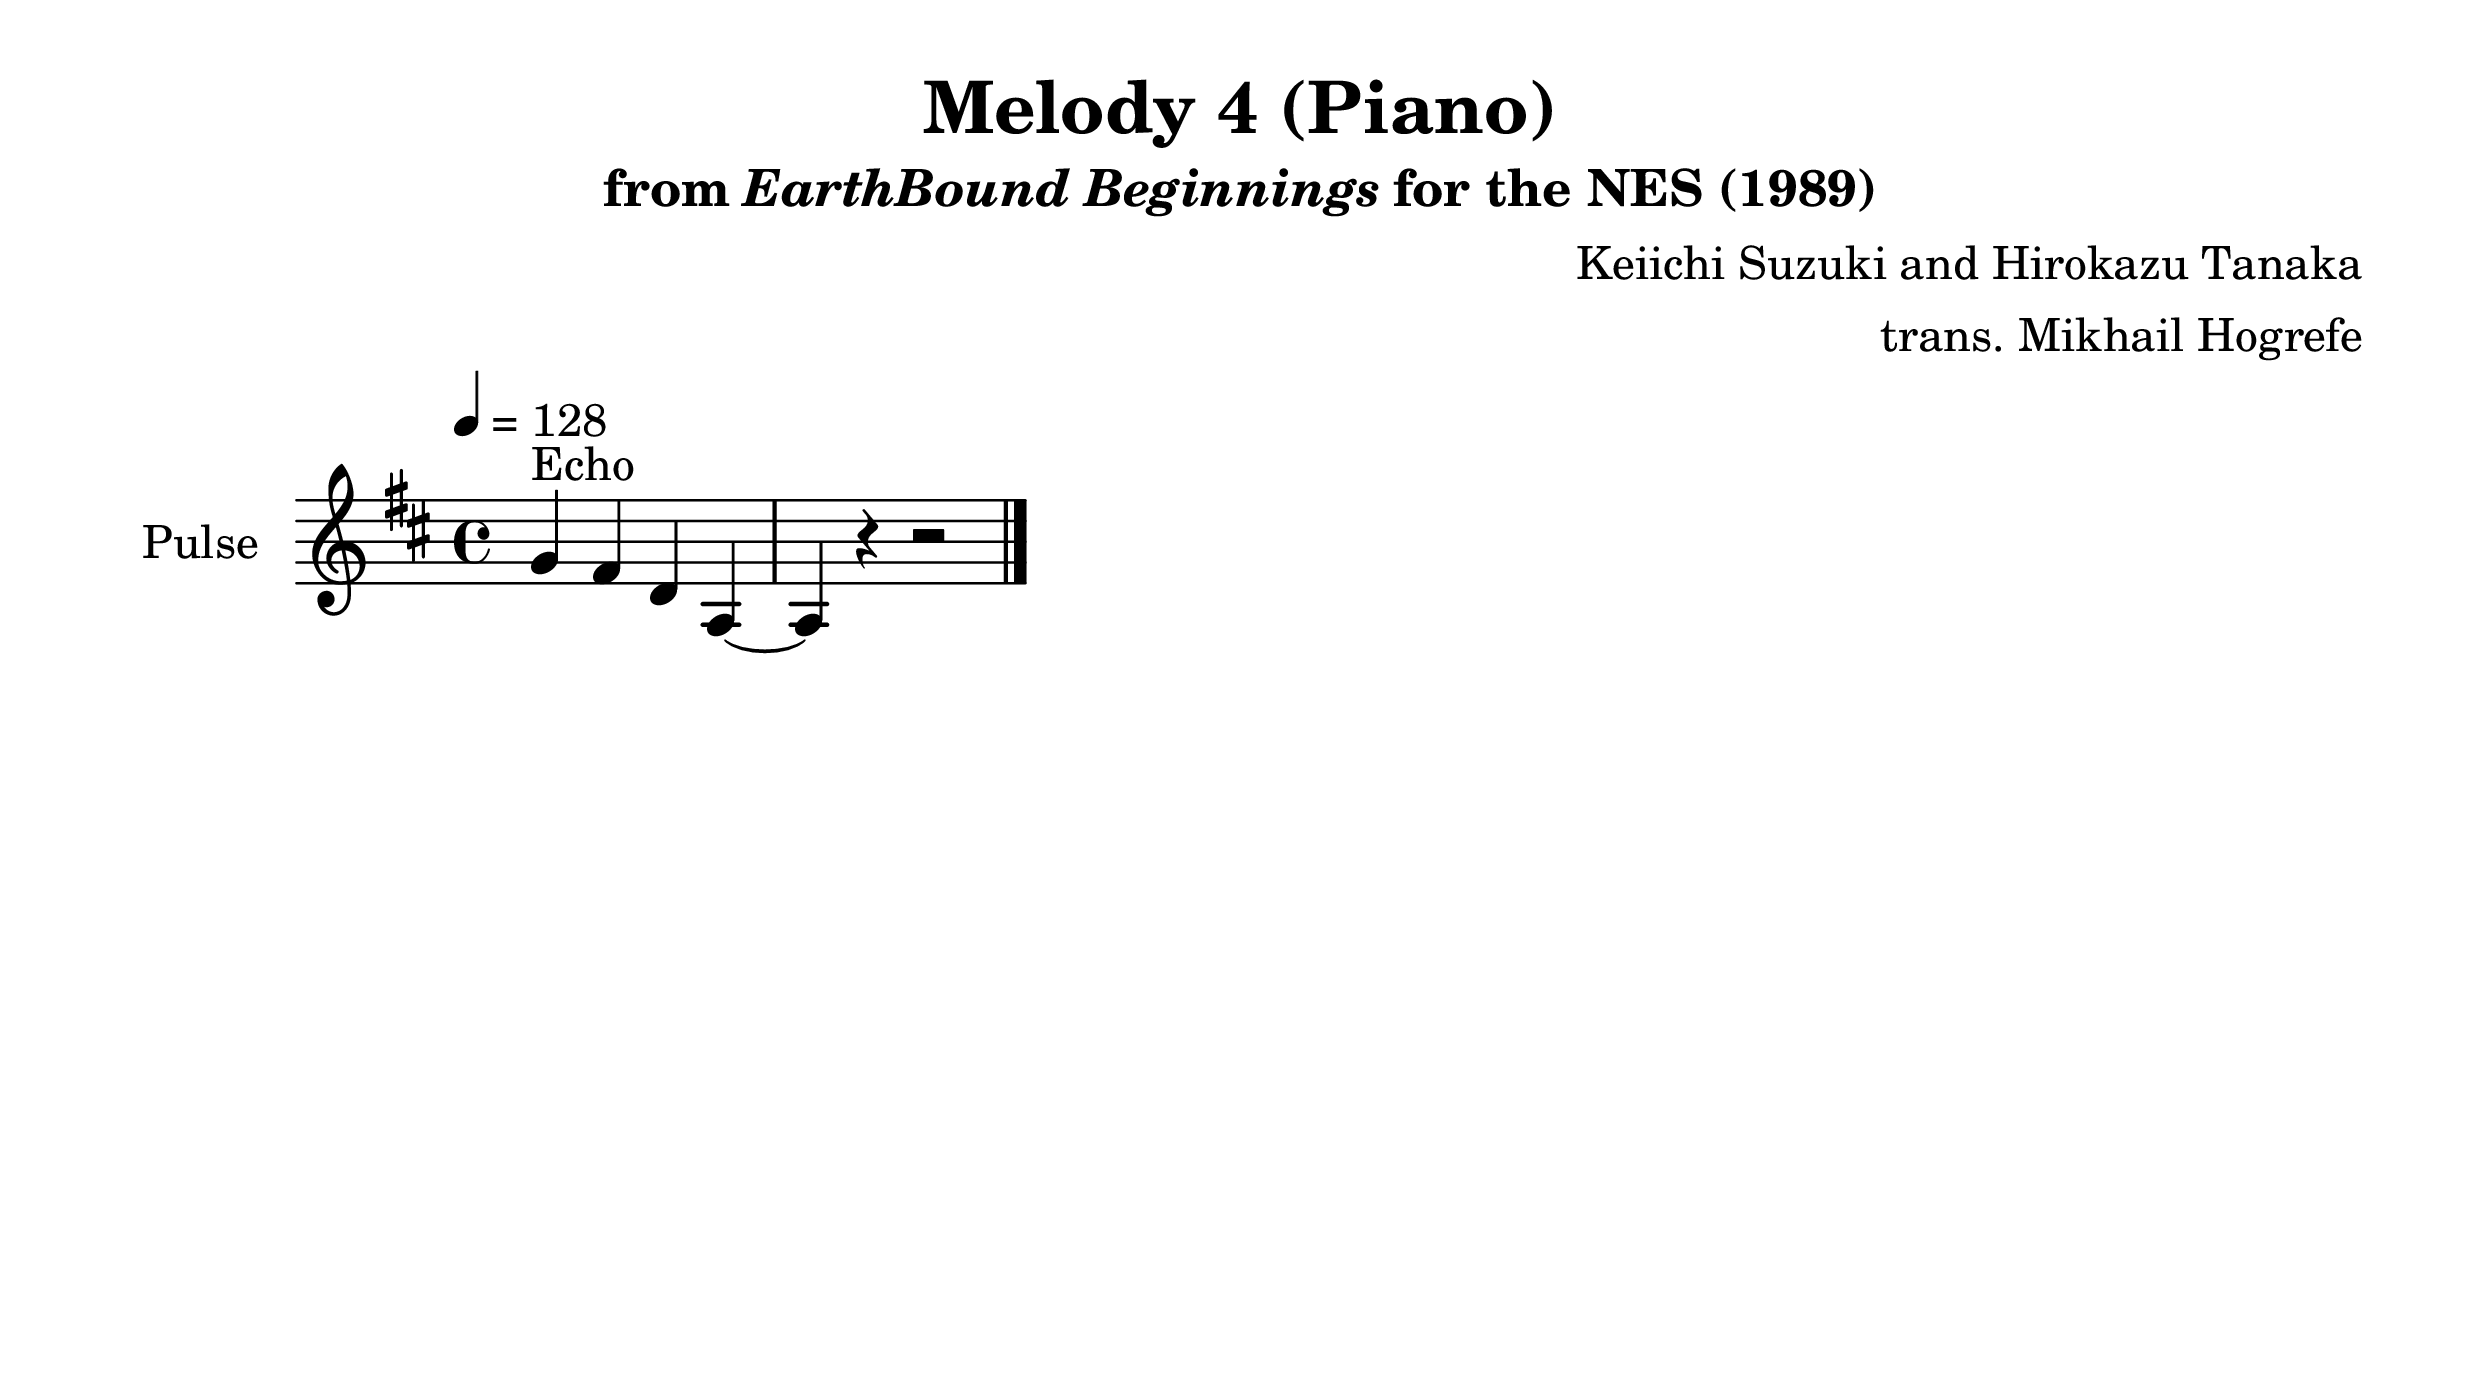 Melody 4 (Piano)
from EarthBound Beginnings for the NES (1989)
Keiichi Suzuki and Hirokazu Tanaka
trans. Mikhail Hogrefe
= 128
Echo
Pulse